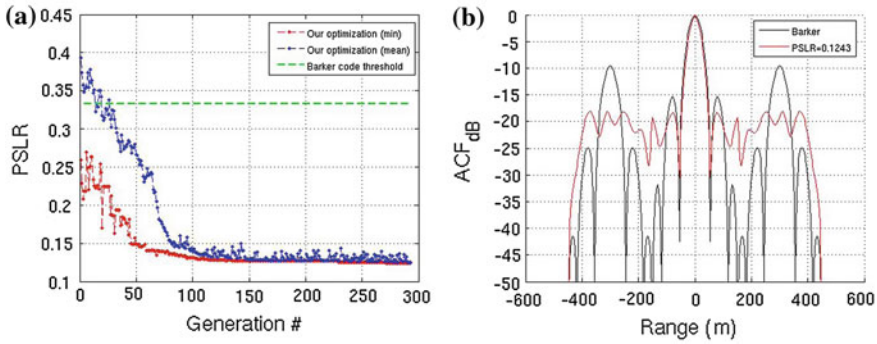 (a)
0.45
0.4
0.35
0.3
0.25
0.2
0.15
0.1
PSLR
Our optimization (min)
Our optimization (mean)
Barker code threshold
0 50 100 150 200 250 300
Generation #
(b)
0
-5
-10
-15
-20
-25
-30
-35
-40
-45
-50
ACFdB
Barker
PSLR=0.1243
-600 -400 -200 0 200 400 600
Range (m)